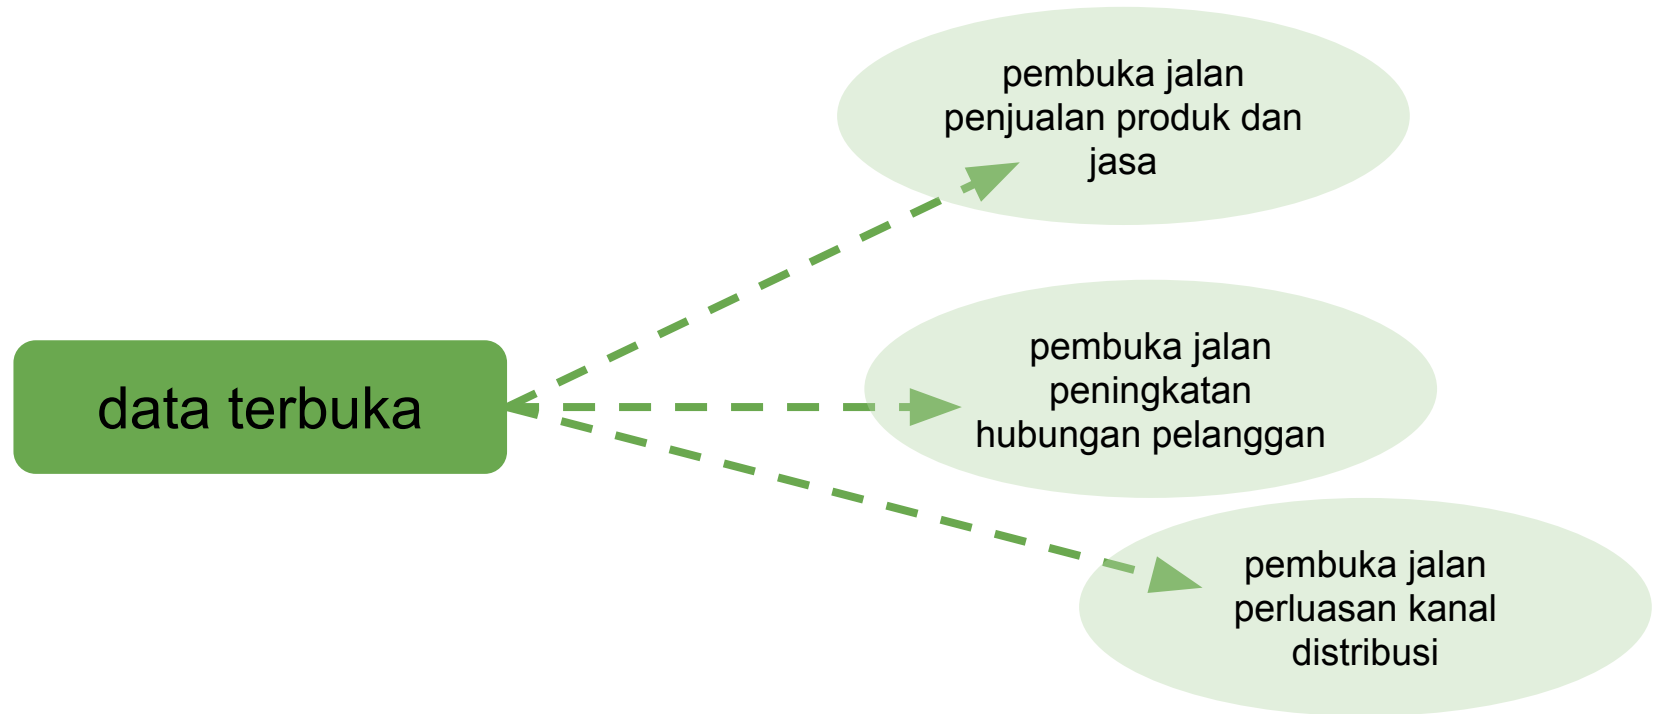 pembuka jalan
penjualan produk dan
jasa
data terbuka
pembuka jalan
peningkatan
hubungan pelanggan
pembuka jalan
perluasan kanal
distribusi